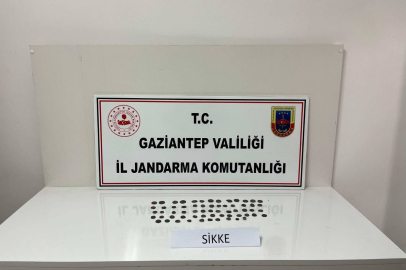 T.C.
GAZİANTEP VALİLİĞİ
İL JANDARMA KOMUTANLIĞI
SİKKE